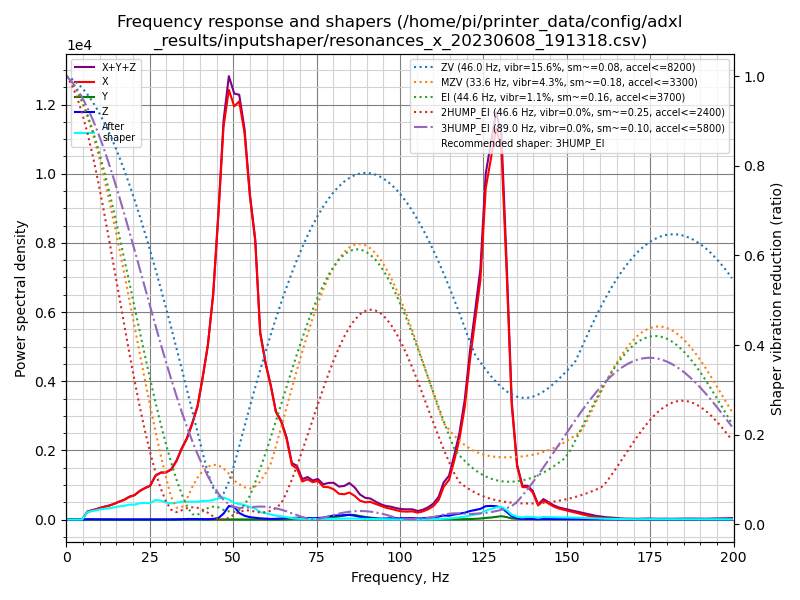 Frequency response and shapers (/home/pi/printer_data/config/adxl
_results/inputshaper/resonances_x_20230608_191318.csv)
1e4
X+Y+Z
X
Y
Z
After
shaper
ZV (46.0 Hz, vibr=15.6%, sm~=0.08, accel<=8200)
MZV (33.6 Hz, vibr=4.3%, sm~=0.18, accel<=3300)
EI (44.6 Hz, vibr=1.1%, sm~=0.16, accel<=3700)
2HUMP_EI (46.6 Hz, vibr=0.0%, sm~=0.25, accel<=2400)
3HUMP_EI (89.0 Hz, vibr=0.0%, sm~=0.10, accel<=5800)
Recommended shaper: 3HUMP_EI
Power spectral density
1.2
1.0
0.8
0.6
0.4
0.2
0.0
1.0
0.8
0.6
0.4
0.2
0.0
Shaper vibration reduction (ratio)
0 25 50 75 100 125 150 175 200
Frequency, Hz